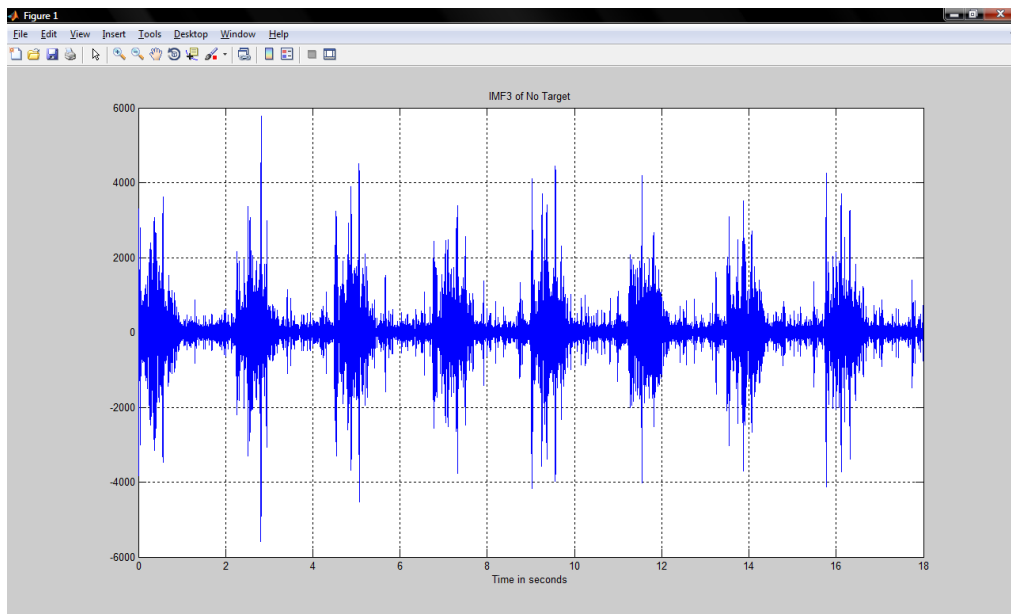 Figure 1
File Edit View Insert Tools Desktop Window Help
IMF3 of No Target
6000
4000
2000
0
-2000
-4000
-6000
0 2 4 6 8 10 12 14 16 18
Time in seconds